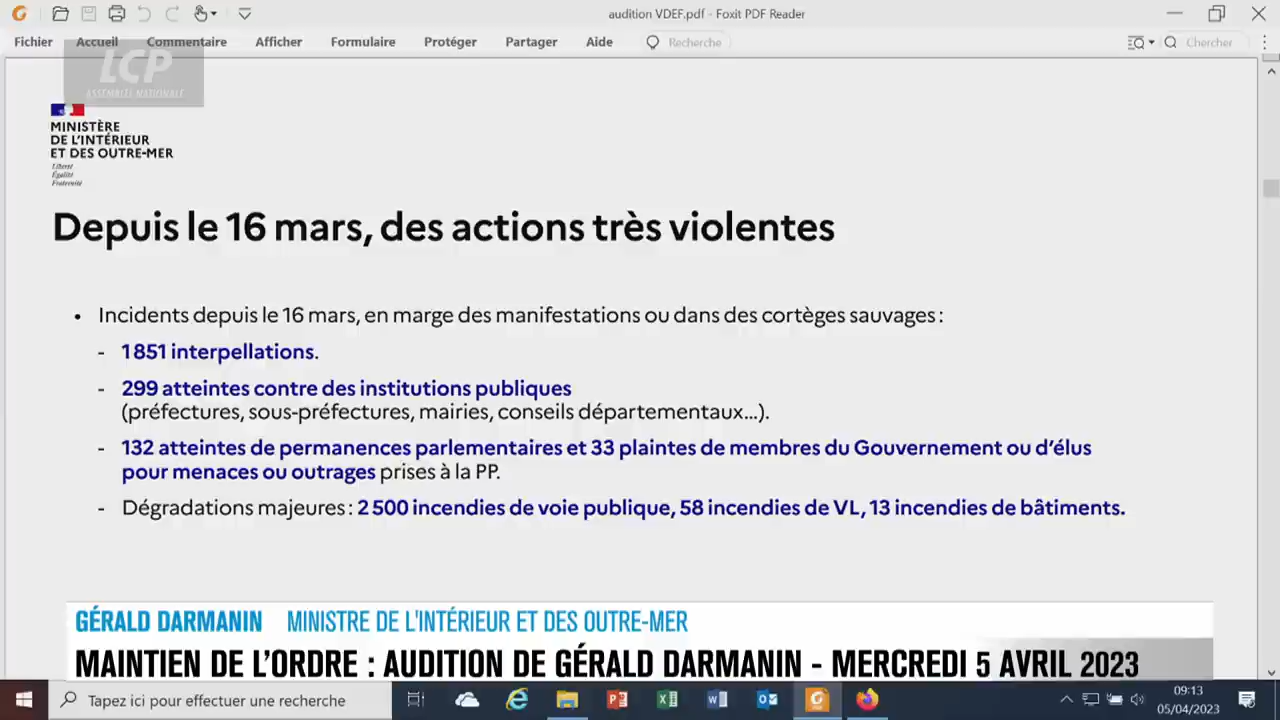 audition VDEF.pdf - Foxit PDF Reader
Fichier Accueil Commentaire Afficher Formulaire Protéger Partager Aide Recherche Chercher
LCP
ASSEMBLÉE NATIONALE
MINISTÈRE
DE L'INTÉRIEUR
ET DES OUTRE-MER
Liberté
Égalité
Fraternité
Depuis le 16 mars, des actions très violentes
• Incidents depuis le 16 mars, en marge des manifestations ou dans des cortèges sauvages :
- 1 851 interpellations.
- 299 atteintes contre des institutions publiques
(préfectures, sous-préfectures, mairies, conseils départementaux...).
- 132 atteintes de permanences parlementaires et 33 plaintes de membres du Gouvernement ou d'élus
pour menaces ou outrages prises à la PP.
- Dégradations majeures : 2 500 incendies de voie publique, 58 incendies de VL, 13 incendies de bâtiments.
GÉRALD DARMANIN MINISTRE DE L'INTÉRIEUR ET DES OUTRE-MER
MAINTIEN DE L'ORDRE : AUDITION DE GÉRALD DARMANIN - MERCREDI 5 AVRIL 2023
Tapez ici pour effectuer une recherche
09:13
05/04/2023